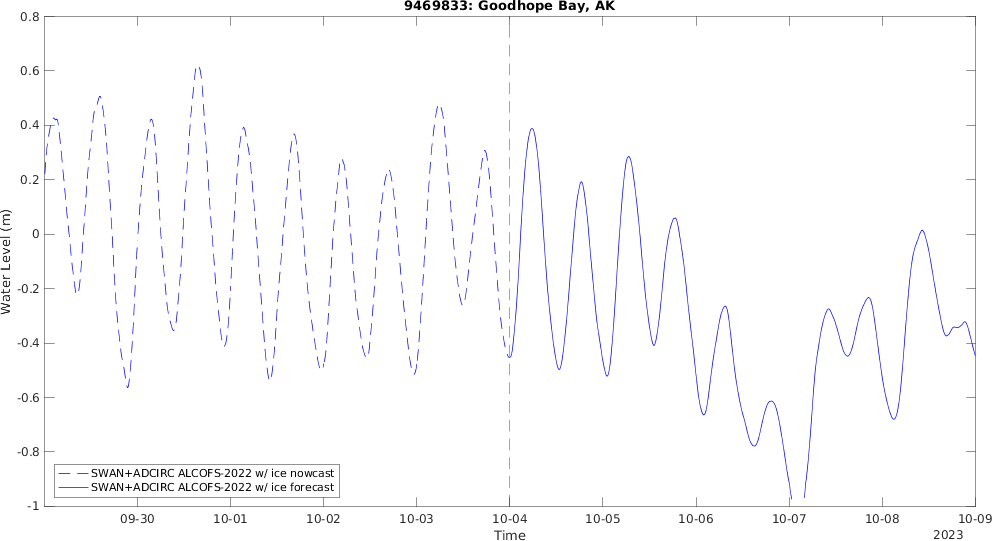 9469833: Goodhope Bay, AK
0.8
0.6
0.4
0.2
0
-0.2
-0.4
-0.6
-0.8
-1
Water Level (m)
SWAN+ADCIRC ALCOFS-2022 w/ ice nowcast
SWAN+ADCIRC ALCOFS-2022 w/ ice forecast
09-30 10-01 10-02 10-03 10-04 10-05 10-06 10-07 10-08 10-09
Time
2023